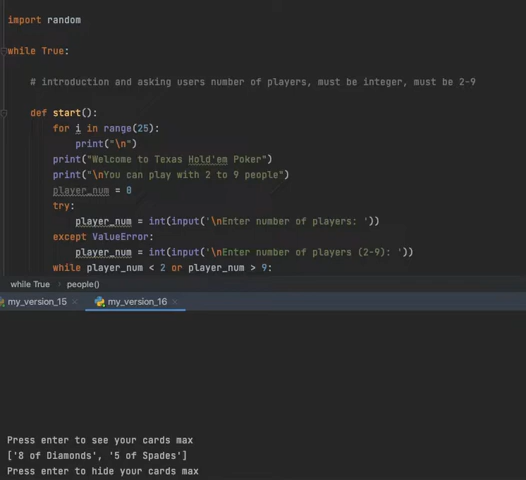 import random
while True:
# introduction and asking users number of players, must be integer, must be 2-9
def start():
for i in range(25):
print("\n")
print("Welcome to Texas Hold'em Poker")
print("\nYou can play with 2 to 9 people")
player_num = 0
try:
player_num = int(input('\nEnter number of players: '))
except ValueError:
player_num = int(input('\nEnter number of players (2-9): '))
while player_num < 2 or player_num > 9:
while True > people()
my_version_15 × my_version_16 ×
Press enter to see your cards max
['8 of Diamonds', '5 of Spades']
Press enter to hide your cards max